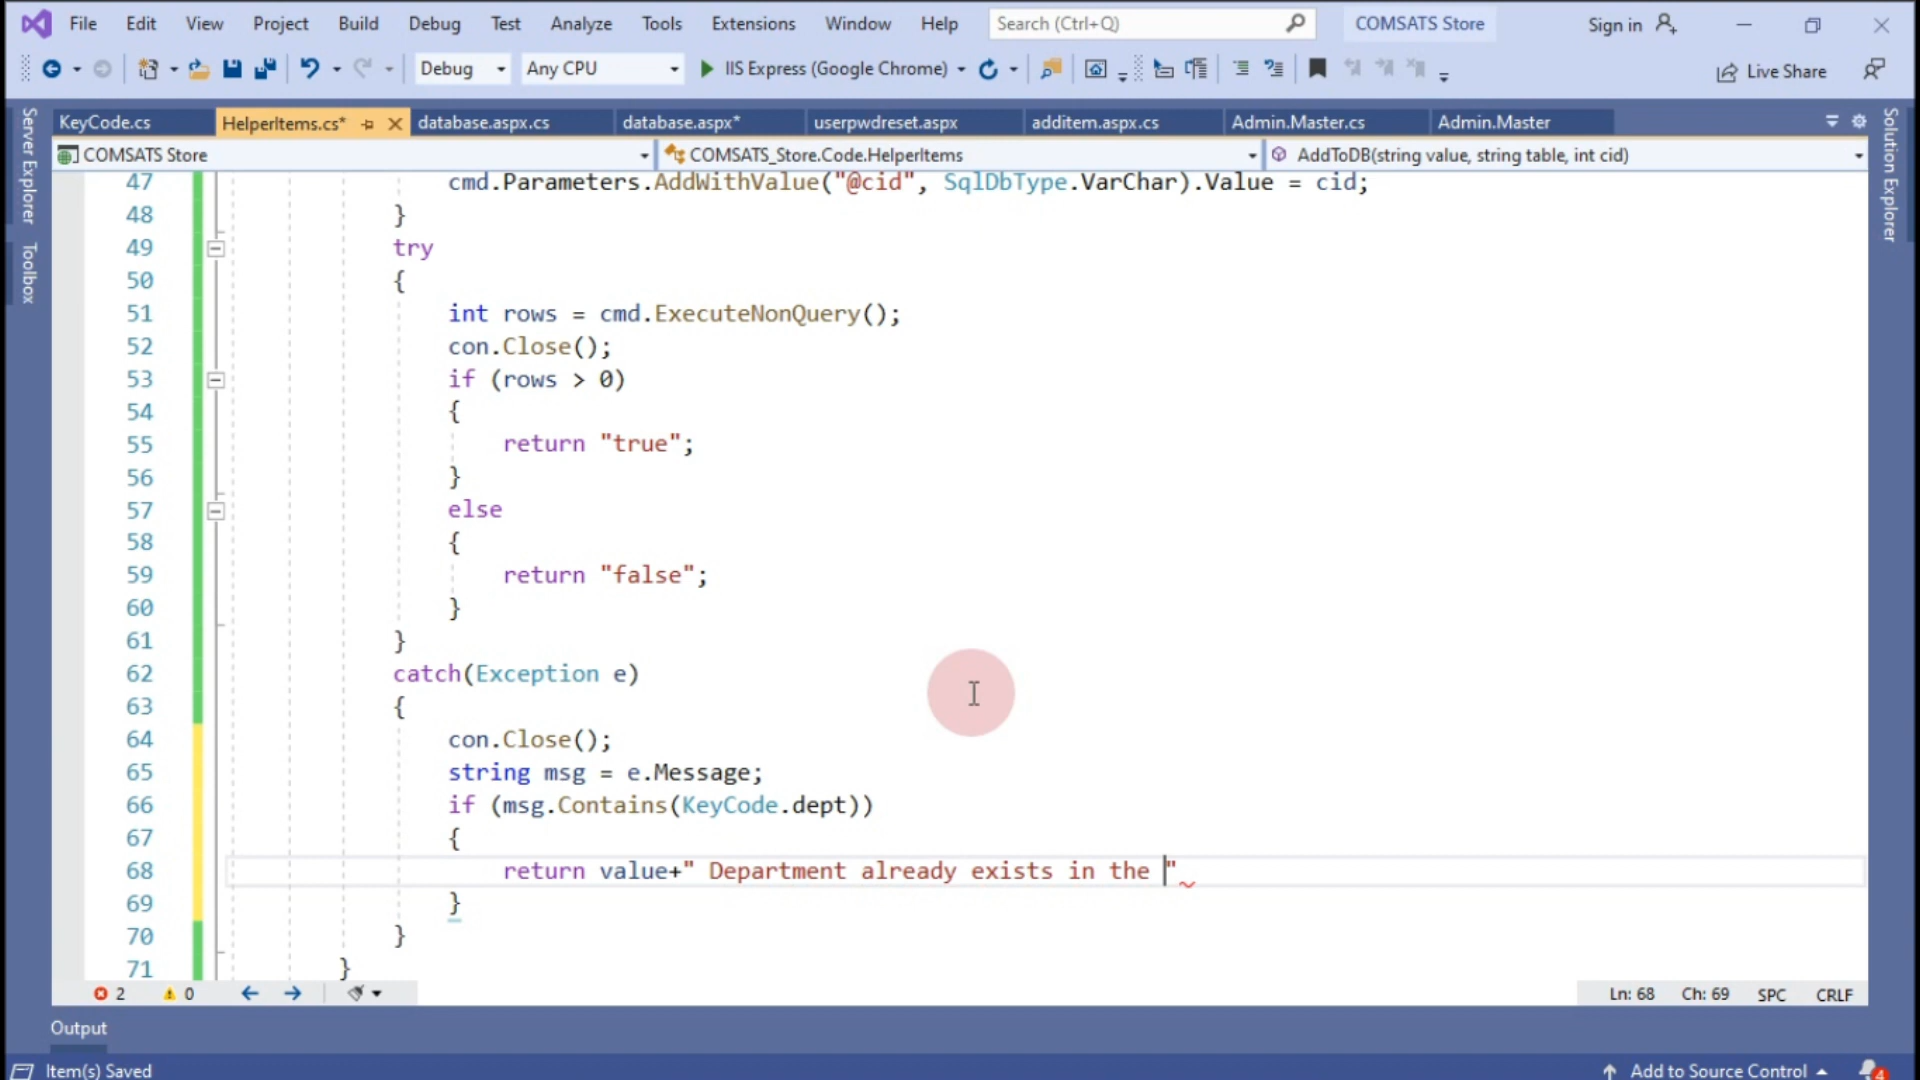 File Edit View Project Build Debug Test Analyze Tools Extensions Window Help Search (Ctrl+Q) COMSATS Store Sign in
Debug Any CPU IIS Express (Google Chrome) Live Share
KeyCode.cs HelperItems.cs* database.aspx.cs database.aspx* userpwdreset.aspx additem.aspx.cs Admin.Master.cs Admin.Master
COMSATS Store COMSATS_Store.Code.HelperItems AddToDB(string value, string table, int cid)
Server Explorer
Toolbox
Solution Explorer
47 cmd.Parameters.AddWithValue("@cid", SqlDbType.VarChar).Value = cid;
48 }
49 try
50 {
51 int rows = cmd.ExecuteNonQuery();
52 con.Close();
53 if (rows > 0)
54 {
55 return "true";
56 }
57 else
58 {
59 return "false";
60 }
61 }
62 catch(Exception e)
63 {
64 con.Close();
65 string msg = e.Message;
66 if (msg.Contains(KeyCode.dept))
67 {
68 return value+" Department already exists in the "
69 }
70 }
71 }
2 0 Ln: 68 Ch: 69 SPC CRLF
Output
Item(s) Saved Add to Source Control 4